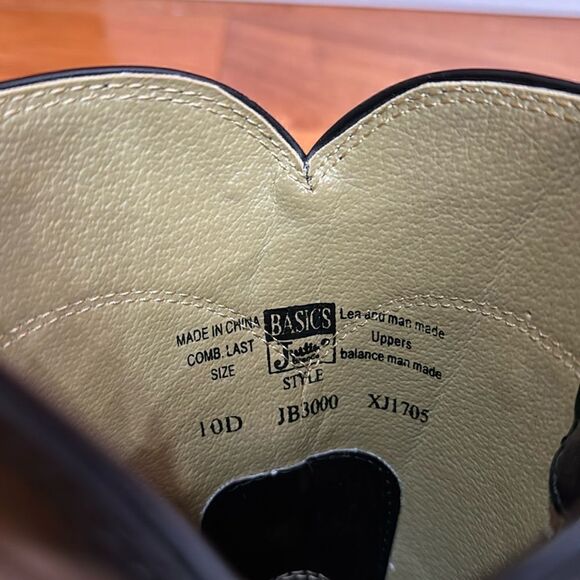 MADE IN CHINA
COMB. LAST
SIZE
10D
BASICS
Justin
STYLE
JB3000
Lea and man made
Uppers
balance man made
XJ1705